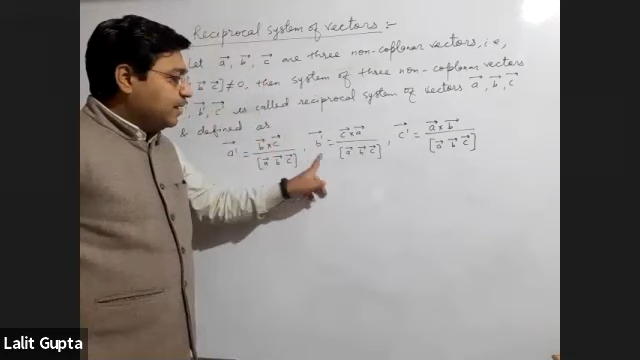 Reciprocal system of vectors :-
Let a⃗, b⃗, c⃗ are three non-coplanar vectors, i.e,
b⃗ c⃗] ≠ 0, then system of three non-coplanar vectors
b⃗', c⃗' is called reciprocal system of vectors a⃗, b⃗, c⃗
& defined as
a⃗' = b⃗ × c⃗ / [a⃗ b⃗ c⃗], b⃗' = c⃗ × a⃗ / [a⃗ b⃗ c⃗], c⃗' = a⃗ × b⃗ / [a⃗ b⃗ c⃗]
Lalit Gupta